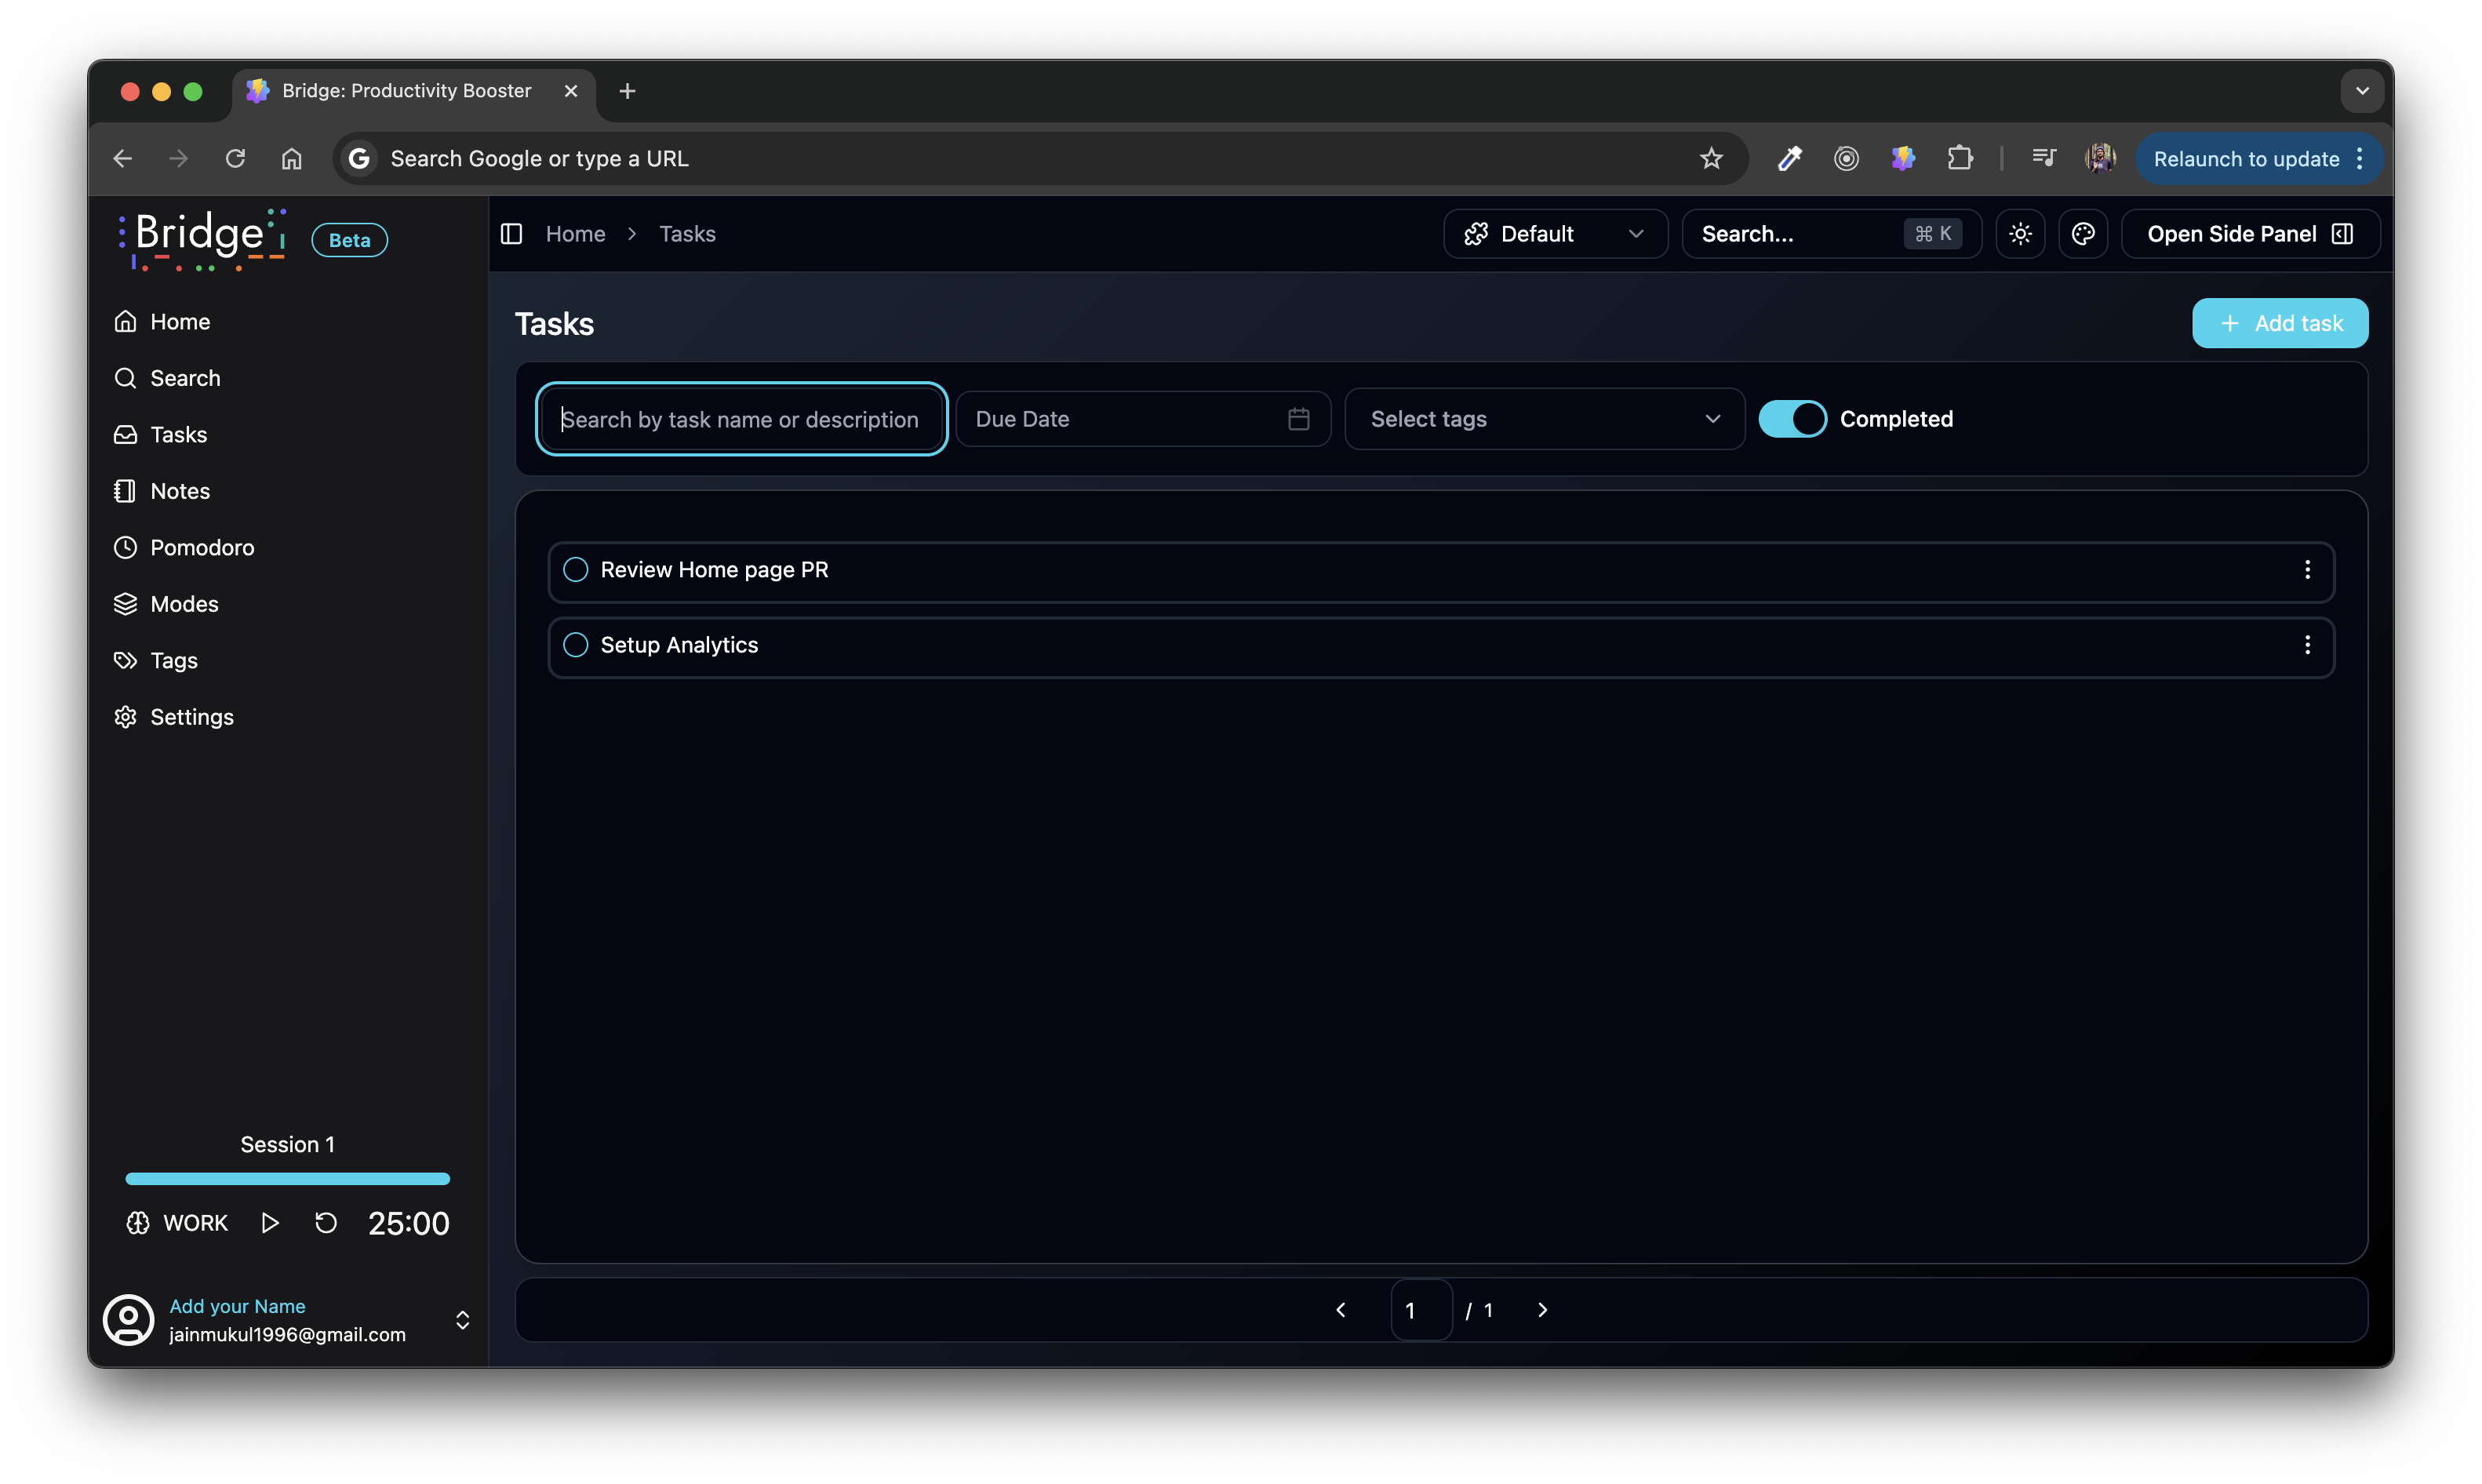 Bridge: Productivity Booster
Search Google or type a URL
Relaunch to update
Bridge
Beta
Home
Search
Tasks
Notes
Pomodoro
Modes
Tags
Settings
Session 1
WORK 25:00
Add your Name
jainmukul1996@gmail.com
Home > Tasks
Default
Search... ⌘ K
Open Side Panel
Tasks
+ Add task
Search by task name or description
Due Date
Select tags
Completed
Review Home page PR
Setup Analytics
1 / 1